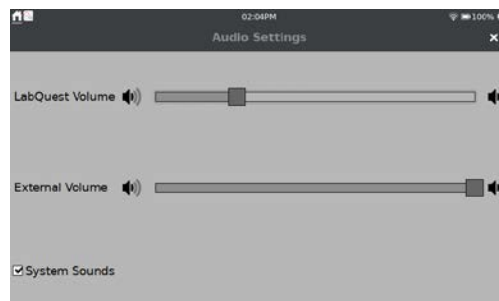 02:04PM
100%
Audio Settings
LabQuest Volume
External Volume
System Sounds